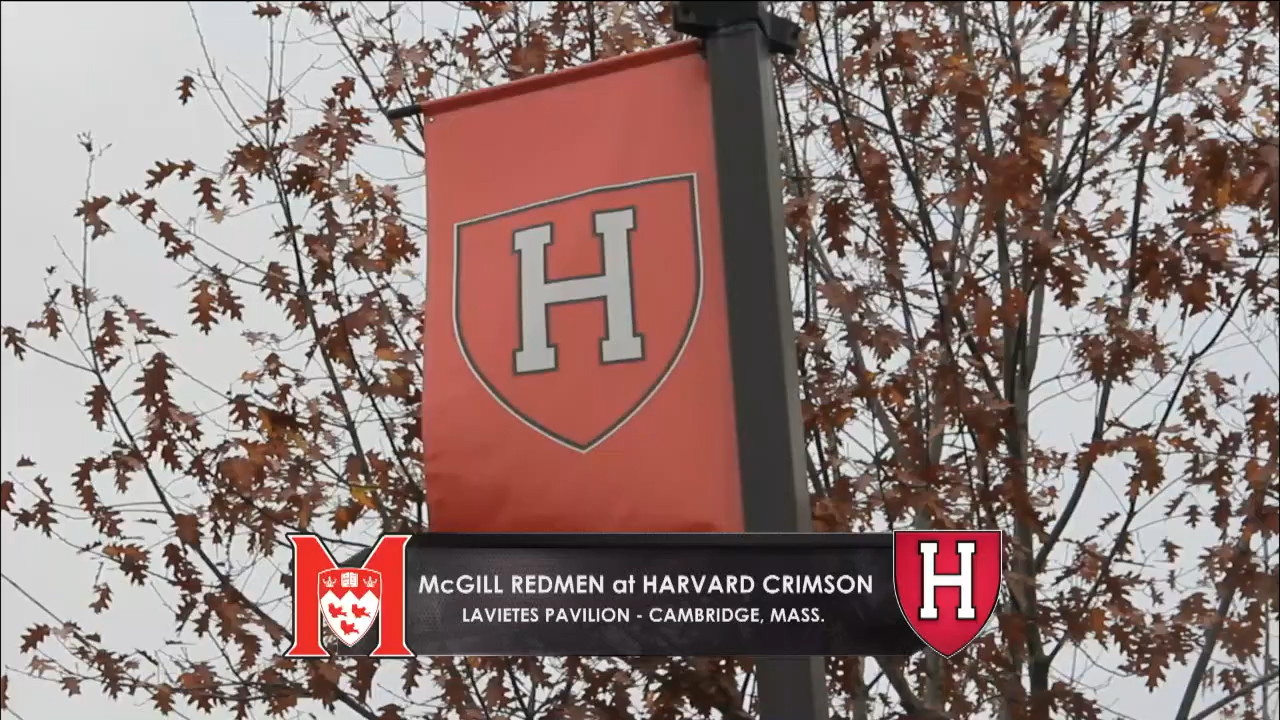 H
M
McGILL REDMEN at HARVARD CRIMSON
LAVIETES PAVILION - CAMBRIDGE, MASS.
H